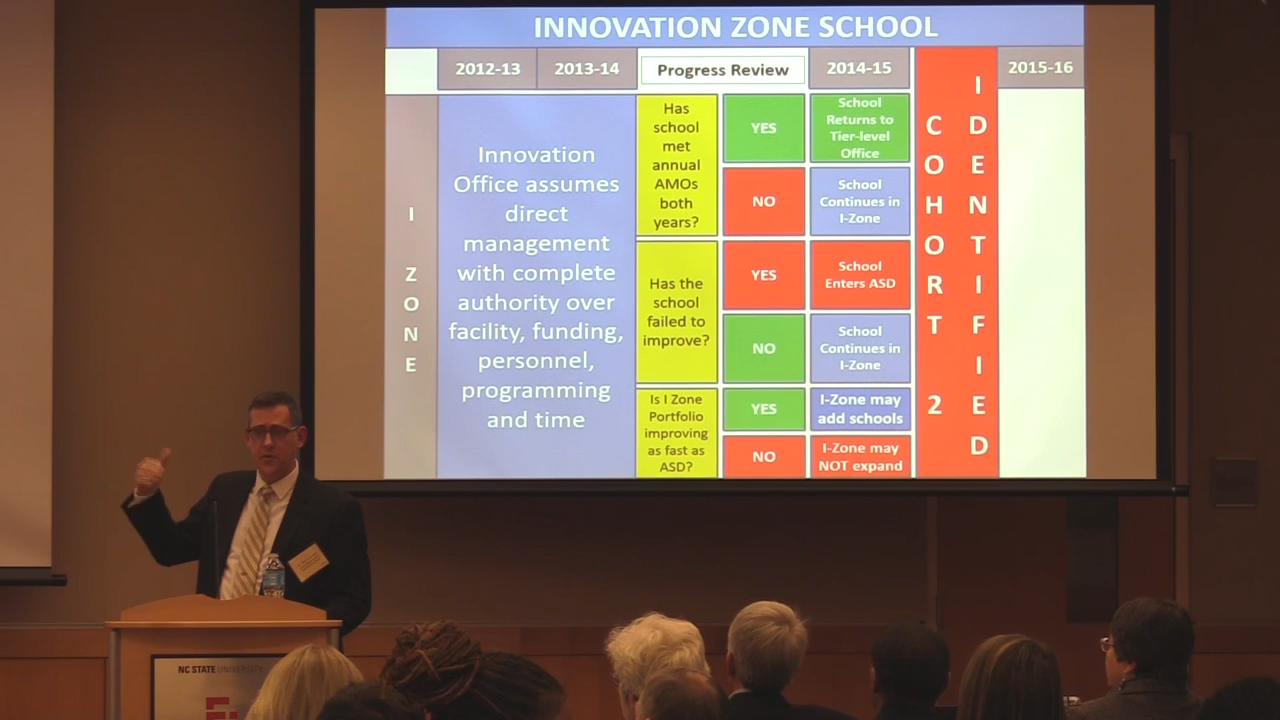 INNOVATION ZONE SCHOOL
2012-13
2013-14
Progress Review
2014-15
COHORT 2
IDENTIFIED
2015-16
I ZONE
Innovation
Office assumes
direct
management
with complete
authority over
facility, funding,
personnel,
programming
and time
Has
school
met
annual
AMOs
both
years?
YES
School
Returns to
Tier-level
Office
NO
School
Continues in
I-Zone
Has the
school
failed to
improve?
YES
School
Enters ASD
NO
School
Continues in
I-Zone
Is I Zone
Portfolio
improving
as fast as
ASD?
YES
I-Zone may
add schools
NO
I-Zone may
NOT expand
NC STATE UNIVERSITY